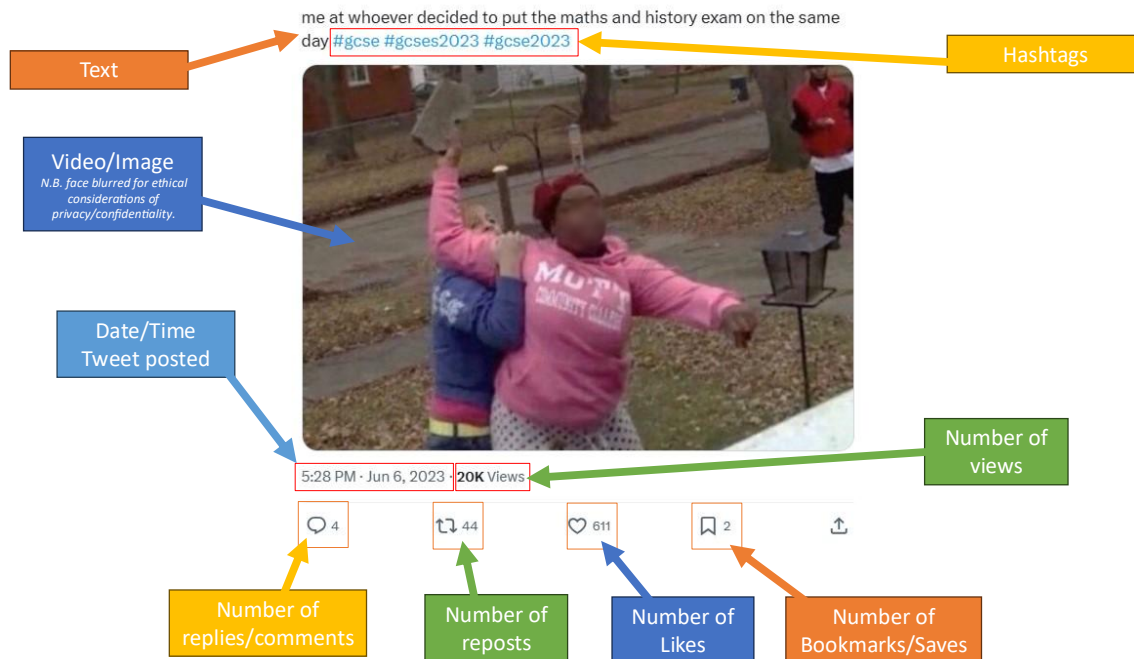 me at whoever decided to put the maths and history exam on the same
day #gcse #gcses2023 #gcse2023
Text
Hashtags
Video/Image
N.B. face blurred for ethical
considerations of
privacy/confidentiality.
Date/Time
Tweet posted
Number of
views
5:28 PM · Jun 6, 2023 · 20K Views
4
44
611
2
Number of
replies/comments
Number of
reposts
Number of
Likes
Number of
Bookmarks/Saves